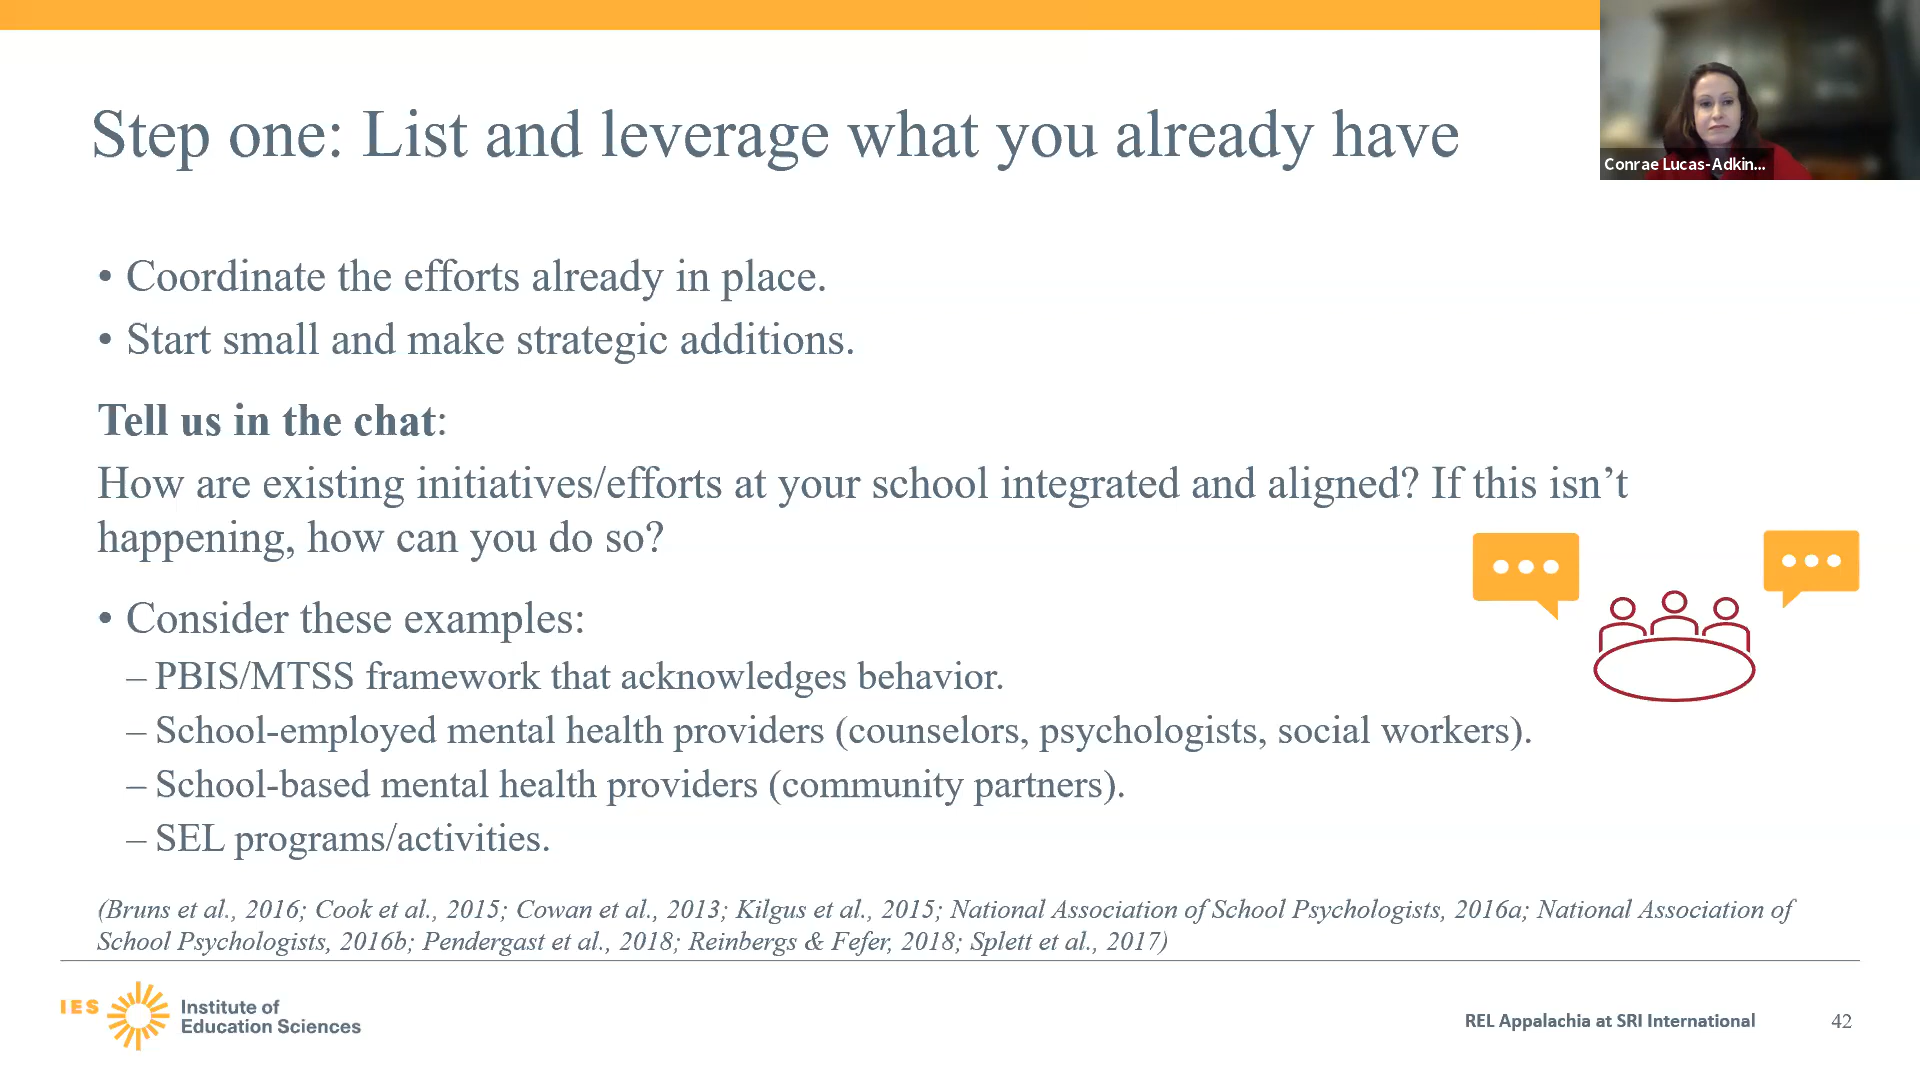 Step one: List and leverage what you already have
Conrae Lucas-Adkin...
• Coordinate the efforts already in place.
• Start small and make strategic additions.
Tell us in the chat:
How are existing initiatives/efforts at your school integrated and aligned? If this isn’t
happening, how can you do so?
• Consider these examples:
– PBIS/MTSS framework that acknowledges behavior.
– School-employed mental health providers (counselors, psychologists, social workers).
– School-based mental health providers (community partners).
– SEL programs/activities.
(Bruns et al., 2016; Cook et al., 2015; Cowan et al., 2013; Kilgus et al., 2015; National Association of School Psychologists, 2016a; National Association of
School Psychologists, 2016b; Pendergast et al., 2018; Reinbergs & Fefer, 2018; Splett et al., 2017)
IES
Institute of
Education Sciences
REL Appalachia at SRI International
42